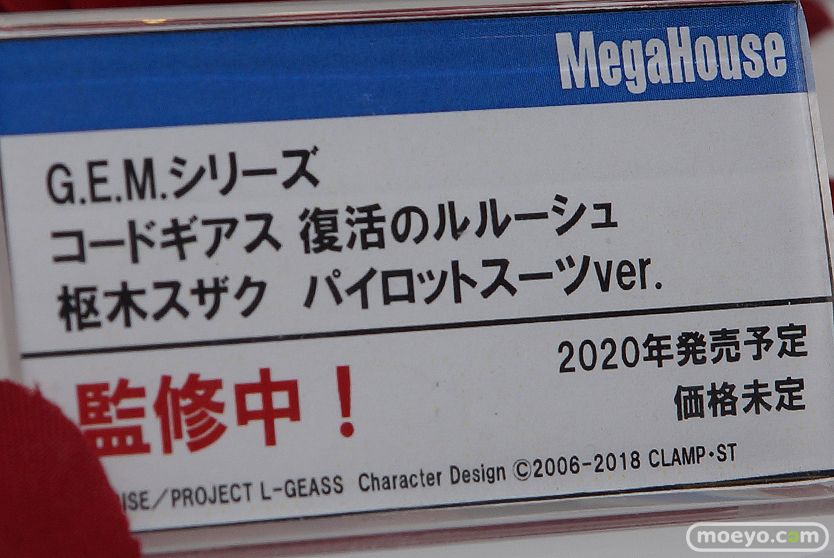 MegaHouse
G.E.M.シリーズ
コードギアス 復活のルルーシュ
枢木スザク パイロットスーツver.
2020年発売予定
監修中！
価格未定
/PROJECT L-GEASS Character Design ©2006-2018 CLAMP・ST
moeyo.com